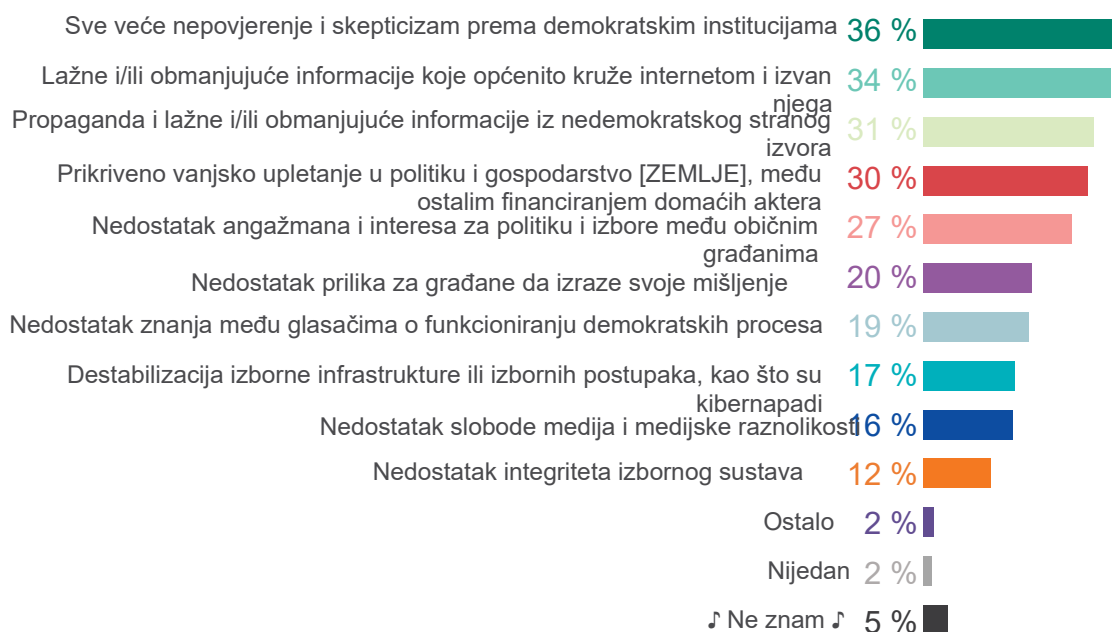 Sve veće nepovjerenje i skepticizam prema demokratskim institucijama 36 %
Lažne i/ili obmanjujuće informacije koje općenito kruže internetom i izvan
njega
34 %
Propaganda i lažne i/ili obmanjujuće informacije iz nedemokratskog stranog
izvora
31 %
Prikriveno vanjsko upletanje u politiku i gospodarstvo [ZEMLJE], među
ostalim financiranjem domaćih aktera
30 %
Nedostatak angažmana i interesa za politiku i izbore među običnim
građanima
27 %
Nedostatak prilika za građane da izraze svoje mišljenje 20 %
Nedostatak znanja među glasačima o funkcioniranju demokratskih procesa 19 %
Destabilizacija izborne infrastrukture ili izbornih postupaka, kao što su
kibernapadi
17 %
Nedostatak slobode medija i medijske raznolikosti 16 %
Nedostatak integriteta izbornog sustava 12 %
Ostalo 2 %
Nijedan 2 %
♪ Ne znam ♪ 5 %